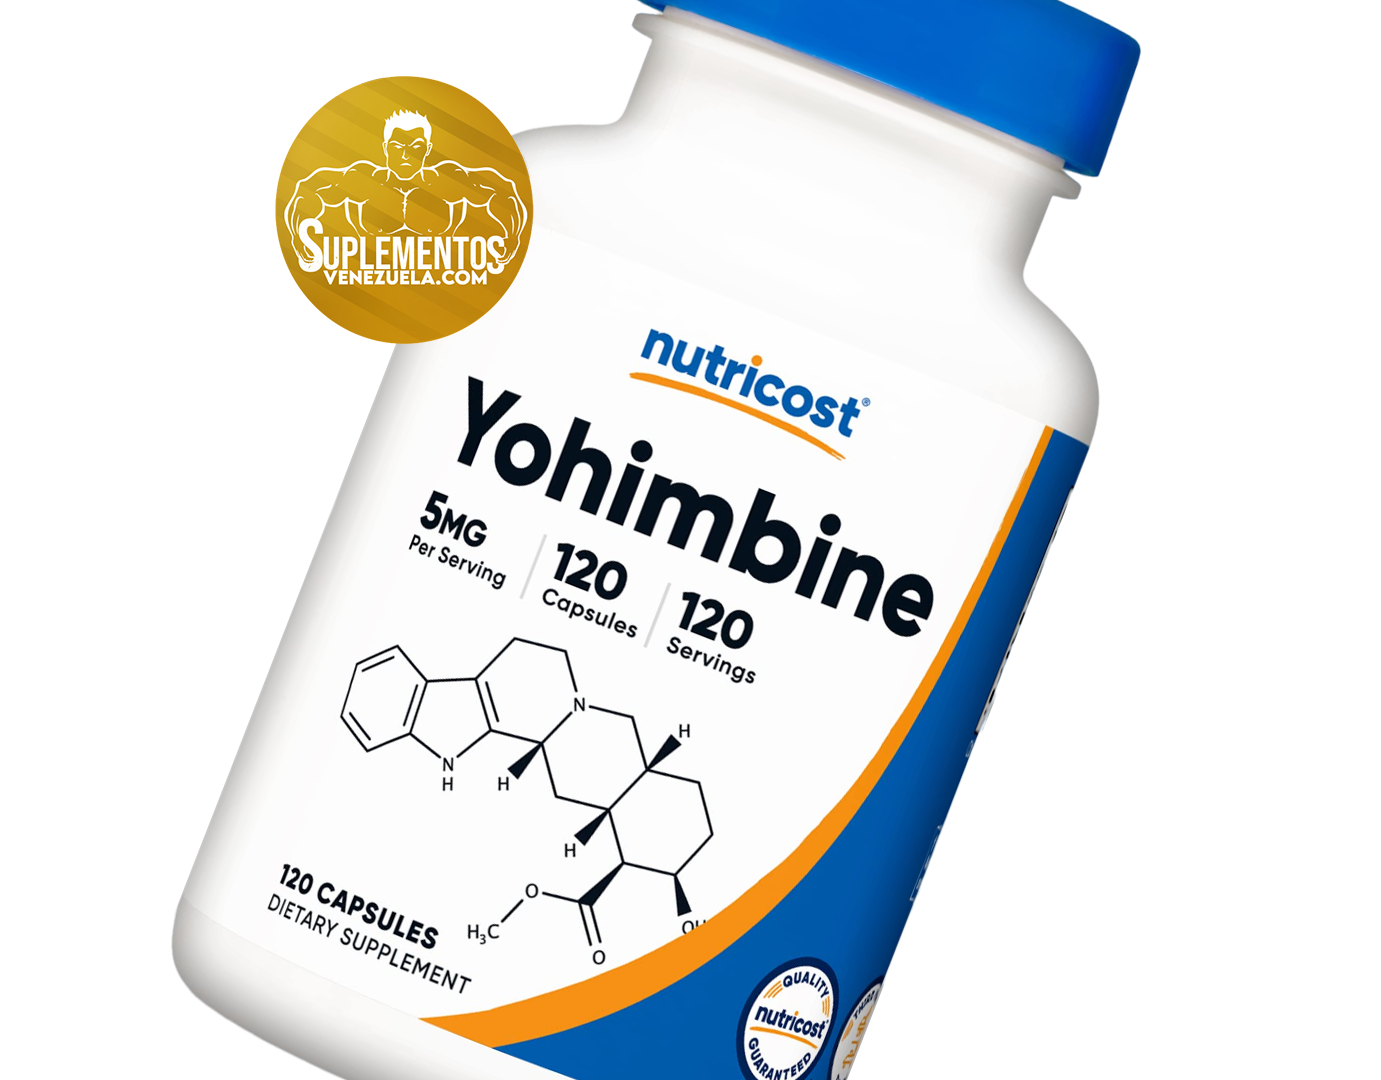 SUPLEMENTOS
VENEZUELA.COM
nutricost®
Yohimbine
5MG
Per Serving
120
Capsules
120
Servings
N
H
N
H
H
H
O
H₃C
O
120 CAPSULES
DIETARY SUPPLEMENT
QUALITY
nutricost
GUARANTEED